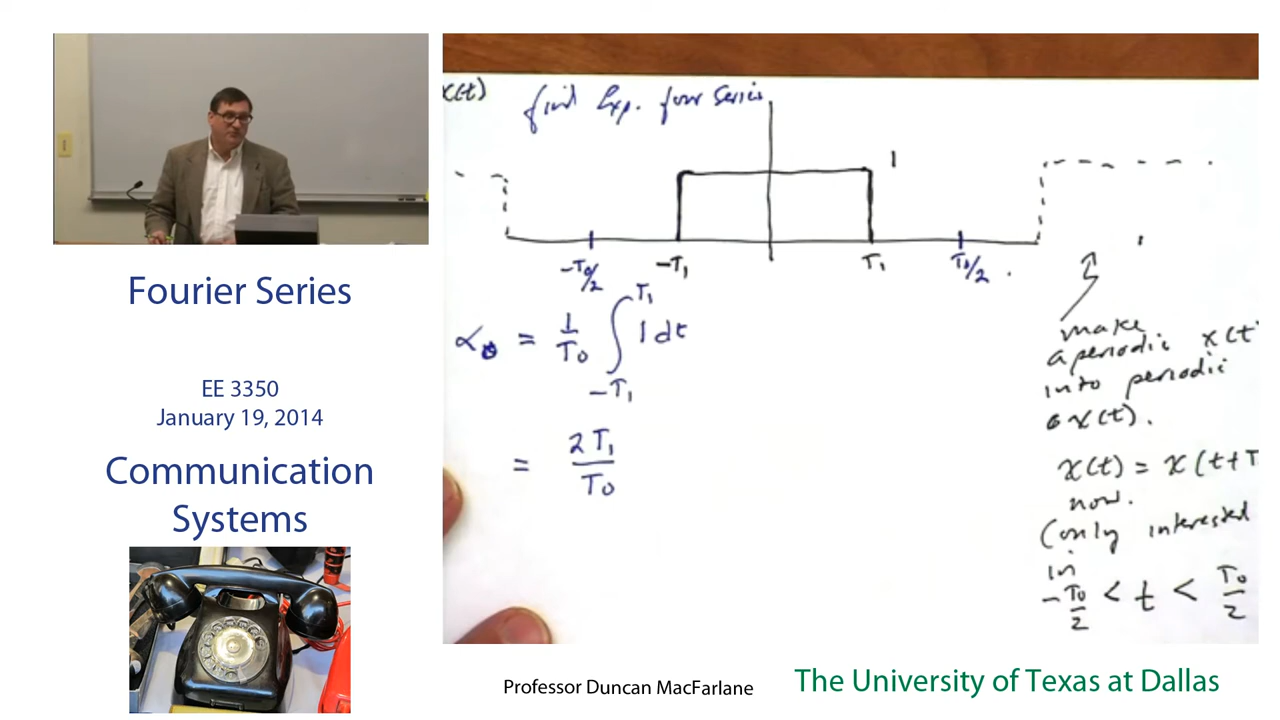 Fourier Series
EE 3350
January 19, 2014
Communication
Systems
x(t) find Exp. four Series
1
-T0/2 -T1 T1 T0/2
α0 = 1/T0 ∫ 1 dt
T1
-T1
= 2T1/T0
make
aperiodic x(t
into periodic
x(t).
x(t) = x(t+T
now.
(only interested
in
-T0/2 < t < T0/2
Professor Duncan MacFarlane
The University of Texas at Dallas